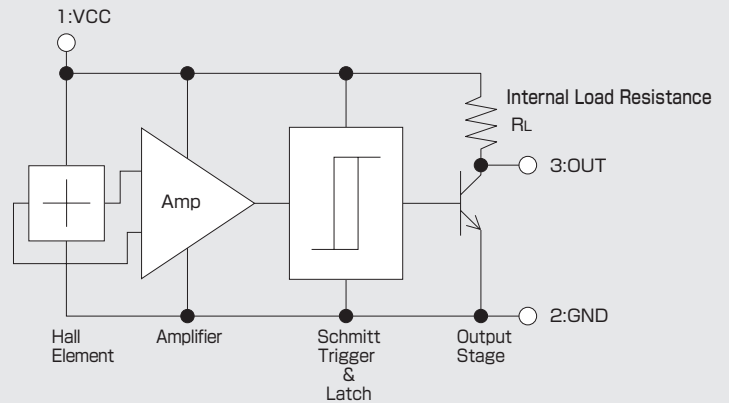 1:VCC
Internal Load Resistance
RL
3:OUT
Amp
2:GND
Hall
Element
Amplifier
Schmitt
Trigger
&
Latch
Output
Stage